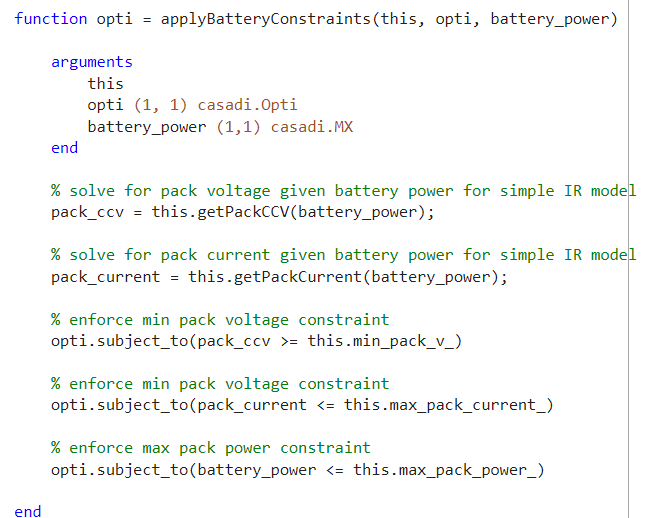 function opti = applyBatteryConstraints(this, opti, battery_power)
arguments
this
opti (1, 1) casadi.Opti
battery_power (1,1) casadi.MX
end
% solve for pack voltage given battery power for simple IR model
pack_ccv = this.getPackCCV(battery_power);
% solve for pack current given battery power for simple IR model
pack_current = this.getPackCurrent(battery_power);
% enforce min pack voltage constraint
opti.subject_to(pack_ccv >= this.min_pack_v_)
% enforce min pack voltage constraint
opti.subject_to(pack_current <= this.max_pack_current_)
% enforce max pack power constraint
opti.subject_to(battery_power <= this.max_pack_power_)
end